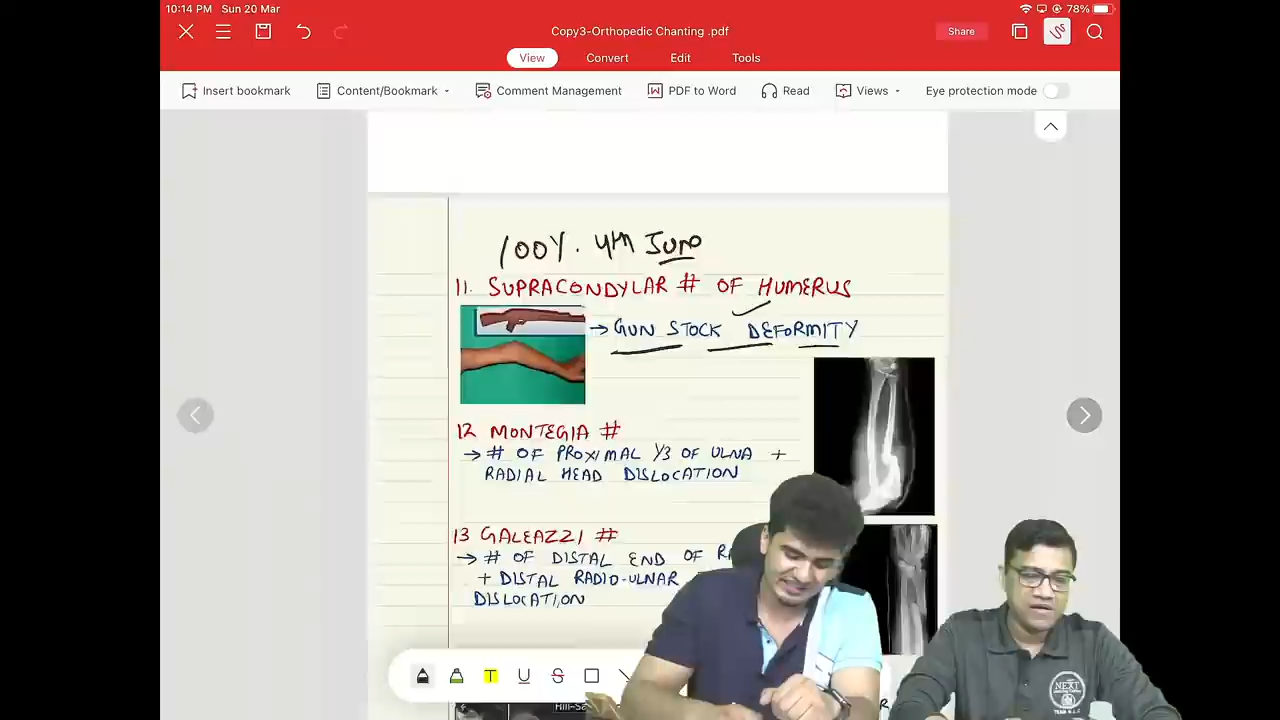 10:14 PM Sun 20 Mar 78%
Copy3-Orthopedic Chanting .pdf
Share
View Convert Edit Tools
Insert bookmark Content/Bookmark Comment Management PDF to Word Read Views Eye protection mode
100%. 4th June
11. SUPRACONDYLAR # OF HUMERUS
→ GUN STOCK DEFORMITY
12 MONTEGIA #
→ # OF PROXIMAL 1/3 OF ULNA +
RADIAL HEAD DISLOCATION
13 GALEAZZI #
→ # OF DISTAL END OF
+ DISTAL RADIO-ULNAR
DISLOCATION
T U S
NEXT